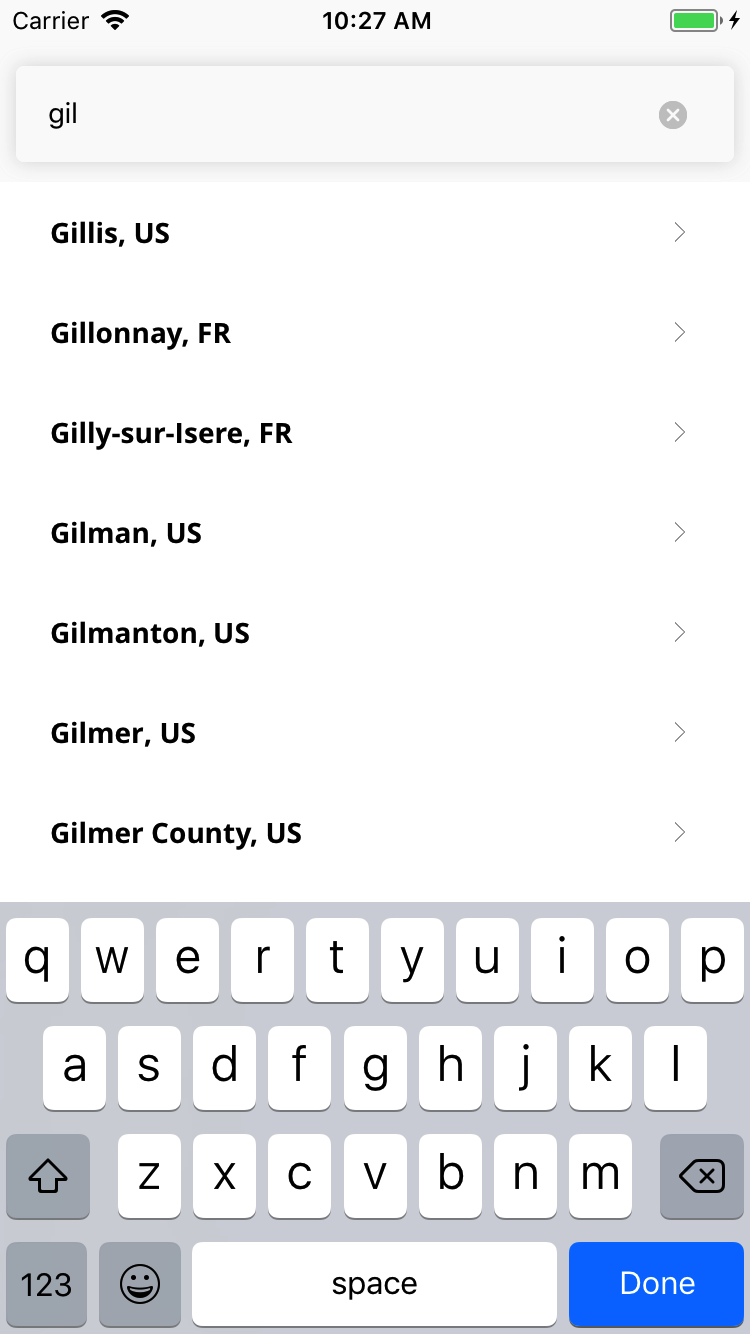 Carrier 10:27 AM
gil
Gillis, US
Gillonnay, FR
Gilly-sur-Isere, FR
Gilman, US
Gilmanton, US
Gilmer, US
Gilmer County, US
q w e r t y u i o p
a s d f g h j k l
z x c v b n m
123 space Done